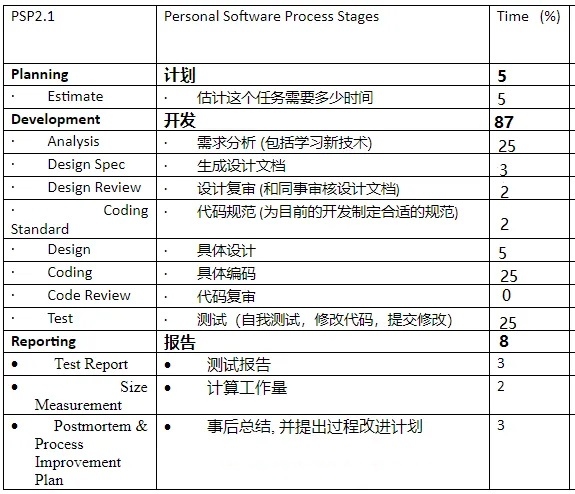 PSP2.1 Personal Software Process Stages Time (%)
Planning 计划 5
· Estimate · 估计这个任务需要多少时间 5
Development 开发 87
· Analysis · 需求分析 (包括学习新技术) 25
· Design Spec · 生成设计文档 3
· Design Review · 设计复审 (和同事审核设计文档) 2
· Coding Standard · 代码规范 (为目前的开发制定合适的规范) 2
· Design · 具体设计 5
· Coding · 具体编码 25
· Code Review · 代码复审 0
· Test · 测试（自我测试，修改代码，提交修改） 25
Reporting 报告 8
● Test Report ● 测试报告 3
● Size Measurement ● 计算工作量 2
● Postmortem & Process Improvement Plan ● 事后总结, 并提出过程改进计划 3